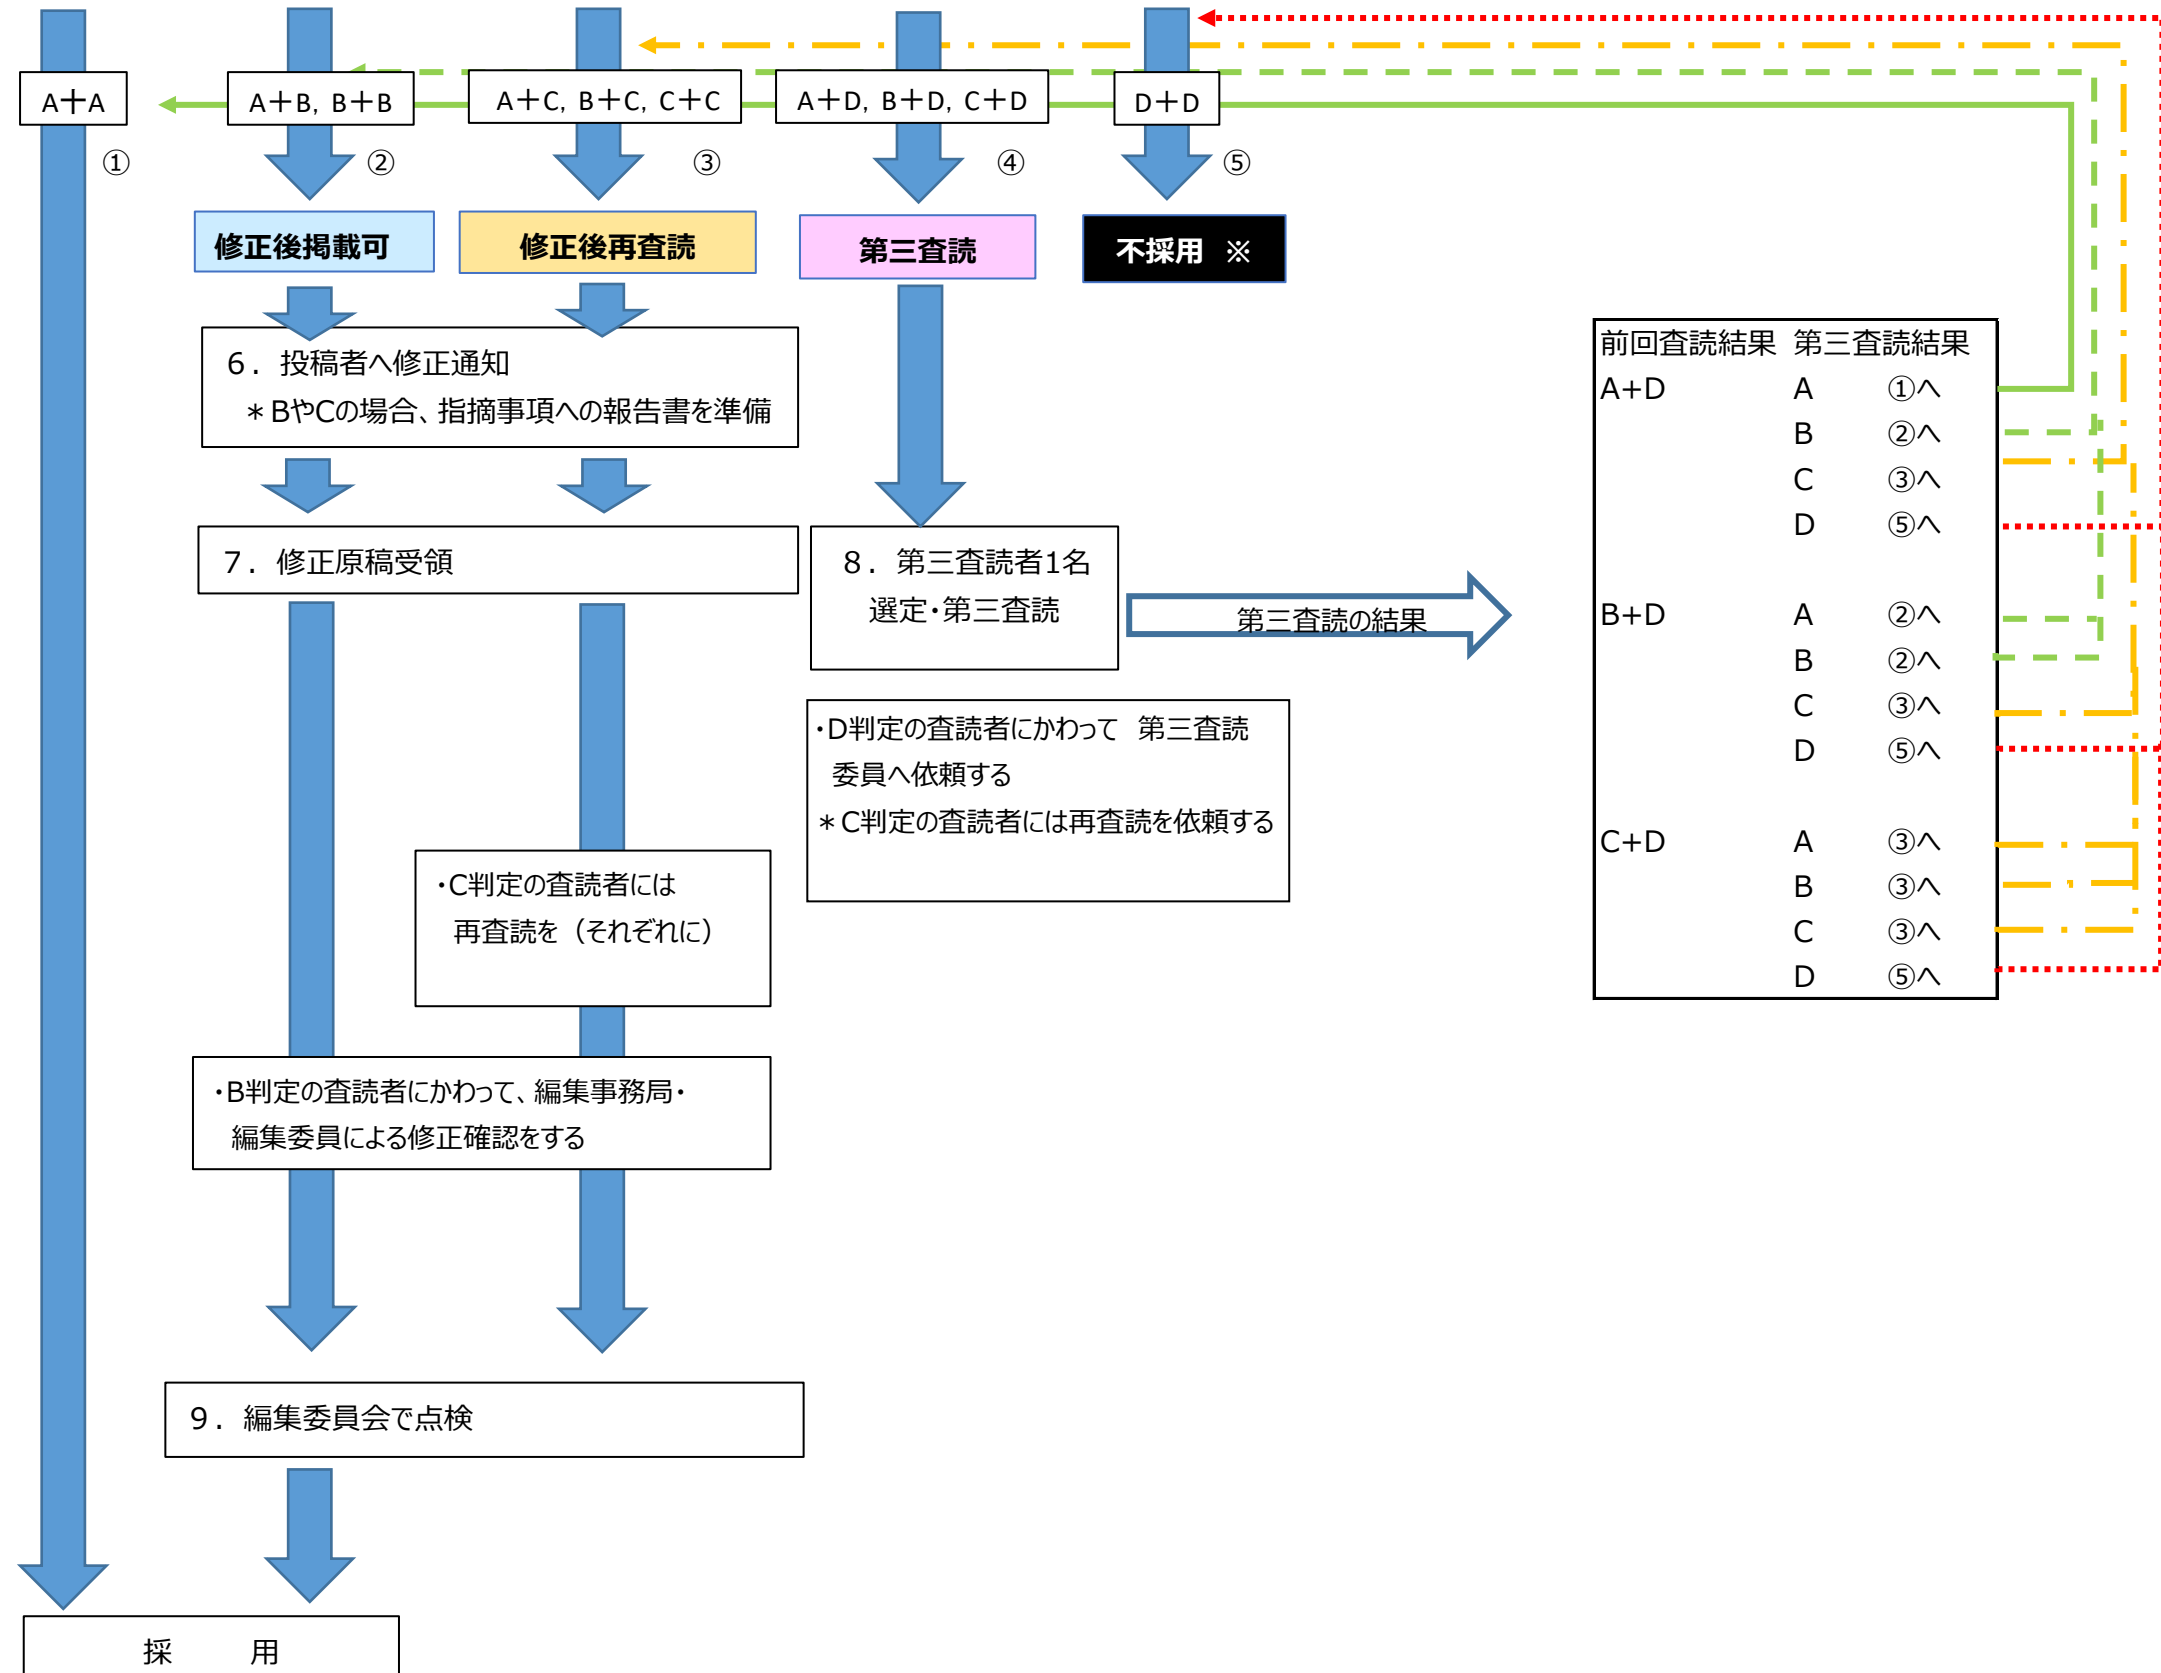 A＋A
A＋B, B＋B
A＋C, B＋C, C＋C
A＋D, B＋D, C＋D
D＋D
①
②
③
④
⑤
修正後掲載可
修正後再査読
第三査読
不採用　※
６．投稿者へ修正通知
＊BやCの場合、指摘事項への報告書を準備
７．修正原稿受領
８．第三査読者1名
選定・第三査読
第三査読の結果
・D判定の査読者にかわって　第三査読
委員へ依頼する
＊C判定の査読者には再査読を依頼する
・C判定の査読者には
再査読を（それぞれに）
・B判定の査読者にかわって、編集事務局・
編集委員による修正確認をする
９．編集委員会で点検
採　　用
前回査読結果 第三査読結果
A+D A ①へ
B ②へ
C ③へ
D ⑤へ
B+D A ②へ
B ②へ
C ③へ
D ⑤へ
C+D A ③へ
B ③へ
C ③へ
D ⑤へ